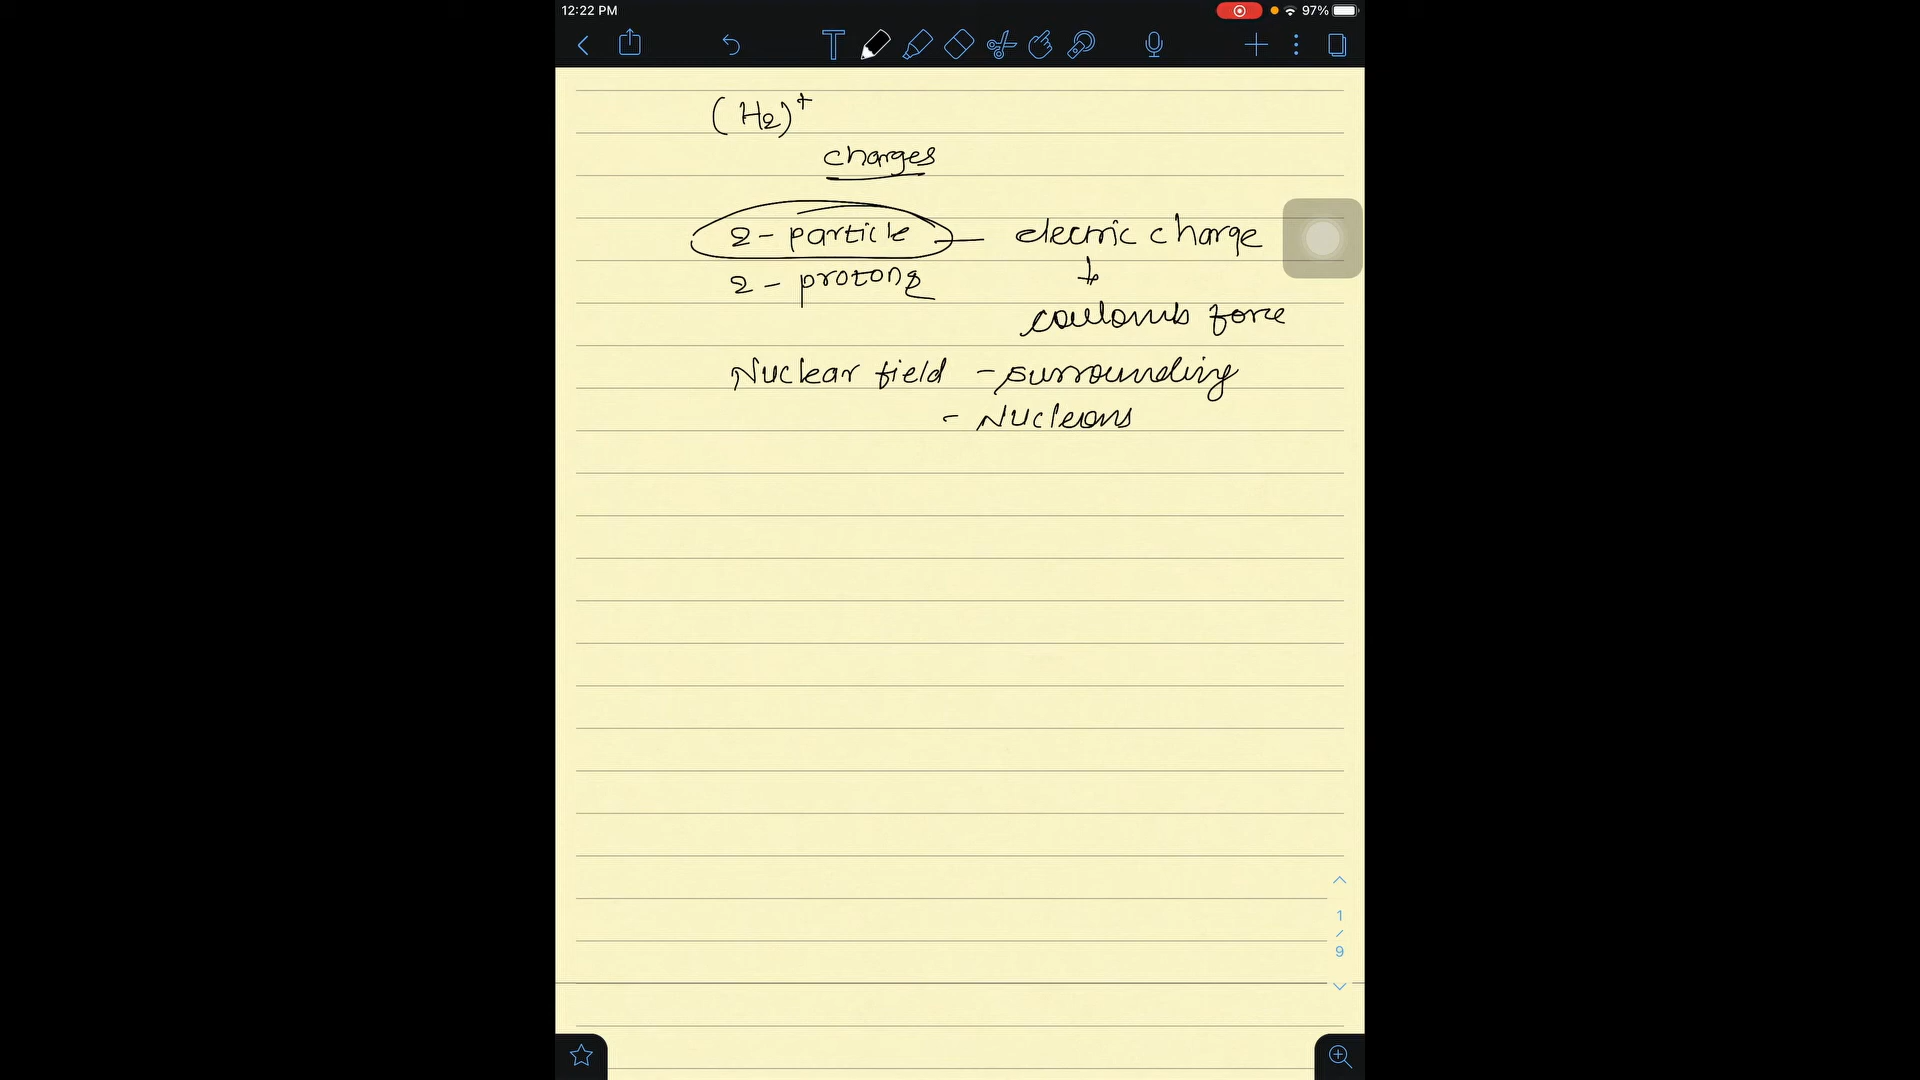 12:22 PM 97%
T
(H2)+
charges
2 - particle — electric charge
2 - protons
coulomb force
Nuclear field - surrounding
- Nucleons
1
/
9